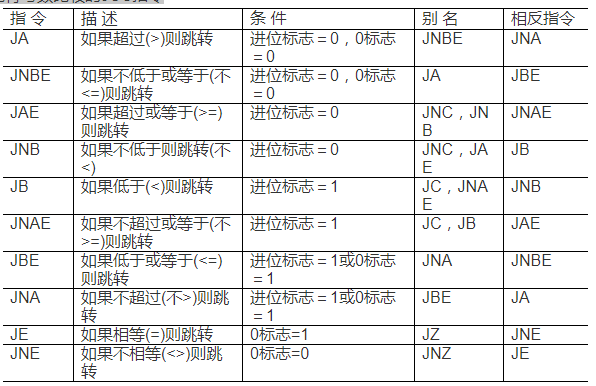 指 令 描 述 条 件 别 名 相反指令
JA 如果超过(>)则跳转 进位标志＝0，0标志＝0 JNBE JNA
JNBE 如果不低于或等于(不<=)则跳转 进位标志＝0，0标志＝0 JA JBE
JAE 如果超过或等于(>=)则跳转 进位标志＝0 JNC，JNB JNAE
JNB 如果不低于则跳转(不<) 进位标志＝0 JNC，JAE JB
JB 如果低于(<)则跳转 进位标志＝1 JC，JNAE JNB
JNAE 如果不超过或等于(不>=)则跳转 进位标志＝1 JC，JB JAE
JBE 如果低于或等于(<=)则跳转 进位标志＝1或0标志＝1 JNA JNBE
JNA 如果不超过(不>)则跳转 进位标志＝1或0标志＝1 JBE JA
JE 如果相等(=)则跳转 0标志=1 JZ JNE
JNE 如果不相等(<>)则跳转 0标志=0 JNZ JE